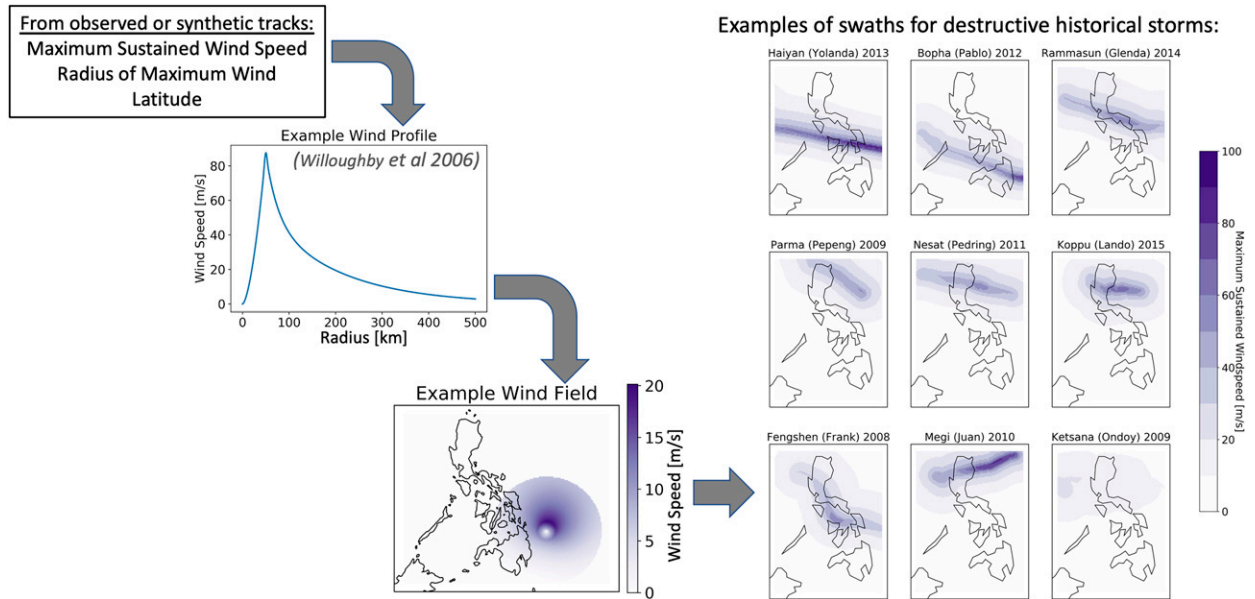 From observed or synthetic tracks:
Maximum Sustained Wind Speed
Radius of Maximum Wind
Latitude
Example Wind Profile
(Willoughby et al 2006)
Wind Speed [m/s]
80
60
40
20
0
0 100 200 300 400 500
Radius [km]
Example Wind Field
20
15
10
5
0
Wind Speed [m/s]
Examples of swaths for destructive historical storms:
Haiyan (Yolanda) 2013 Bopha (Pablo) 2012 Rammasun (Glenda) 2014
Parma (Pepeng) 2009 Nesat (Pedring) 2011 Koppu (Lando) 2015
Fengshen (Frank) 2008 Megi (Juan) 2010 Ketsana (Ondoy) 2009
100
80
60
40
20
0
Maximum Sustained Windspeed [m/s]